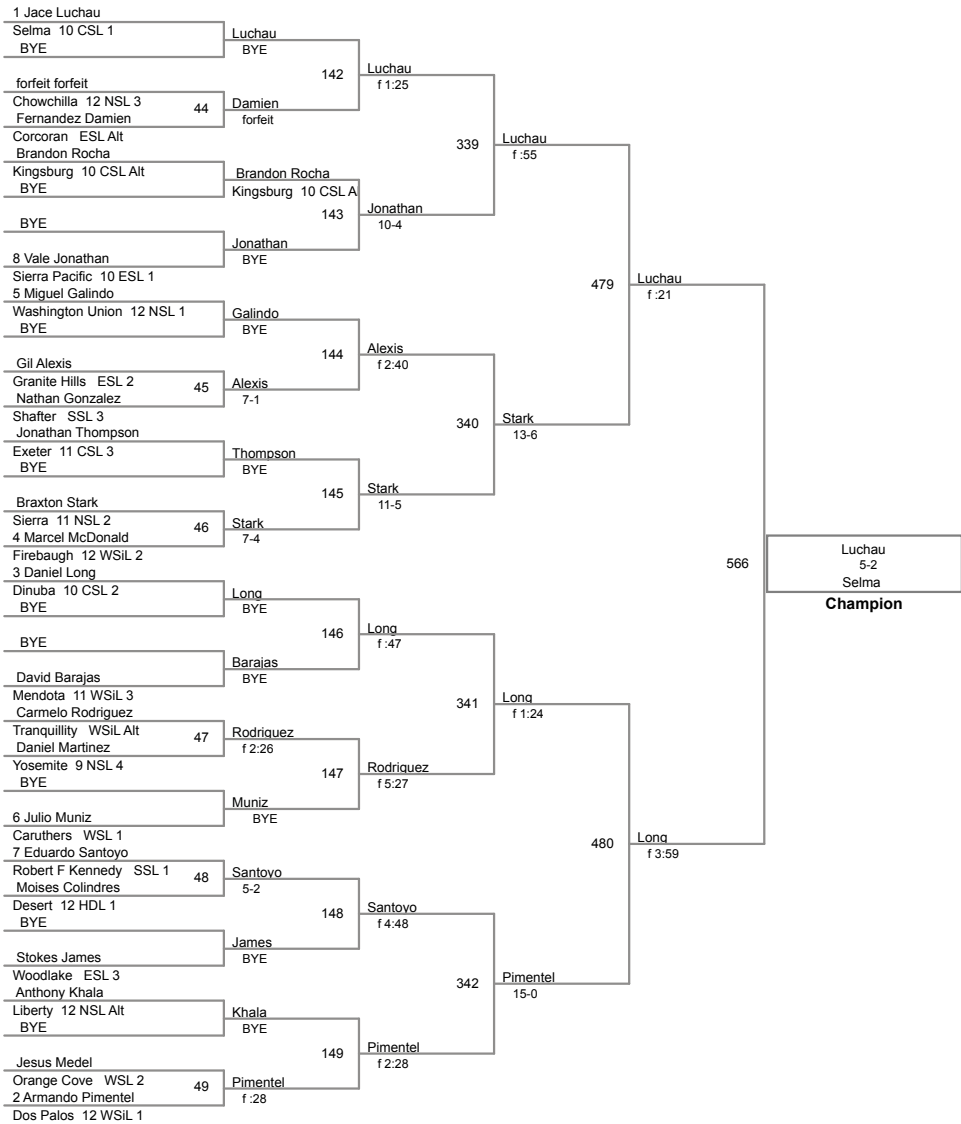 1 Jace Luchau
Selma 10 CSL 1
BYE
forfeit forfeit
Chowchilla 12 NSL 3
44
Fernandez Damien
Corcoran ESL Alt
Brandon Rocha
Kingsburg 10 CSL Alt
BYE
BYE
8 Vale Jonathan
Sierra Pacific 10 ESL 1
5 Miguel Galindo
Washington Union 12 NSL 1
BYE
Gil Alexis
Granite Hills ESL 2
45
Nathan Gonzalez
Shafter SSL 3
Jonathan Thompson
Exeter 11 CSL 3
BYE
Braxton Stark
Sierra 11 NSL 2
46
4 Marcel McDonald
Firebaugh 12 WSiL 2
3 Daniel Long
Dinuba 10 CSL 2
BYE
BYE
David Barajas
Mendota 11 WSiL 3
Carmelo Rodriguez
Tranquillity WSiL Alt
47
Daniel Martinez
Yosemite 9 NSL 4
BYE
6 Julio Muniz
Caruthers WSL 1
7 Eduardo Santoyo
Robert F Kennedy SSL 1
48
Moises Colindres
Desert 12 HDL 1
BYE
Stokes James
Woodlake ESL 3
Anthony Khala
Liberty 12 NSL Alt
BYE
Jesus Medel
Orange Cove WSL 2
49
2 Armando Pimentel
Dos Palos 12 WSiL 1
Luchau
BYE
142
Damien
forfeit
Brandon Rocha
Kingsburg 10 CSL A
143
Jonathan
BYE
Galindo
BYE
144
Alexis
7-1
Thompson
BYE
145
Stark
7-4
Long
BYE
146
Barajas
BYE
Rodriguez
f 2:26
147
Muniz
BYE
Santoyo
5-2
148
James
BYE
Khala
BYE
149
Pimentel
f :28
Luchau
f 1:25
339
Jonathan
10-4
Alexis
f 2:40
340
Stark
11-5
Long
f :47
341
Rodriguez
f 5:27
Santoyo
f 4:48
342
Pimentel
f 2:28
Luchau
f :55
479
Stark
13-6
Long
f 1:24
480
Pimentel
15-0
Luchau
f :21
566
Long
f 3:59
Luchau
5-2
Selma
Champion